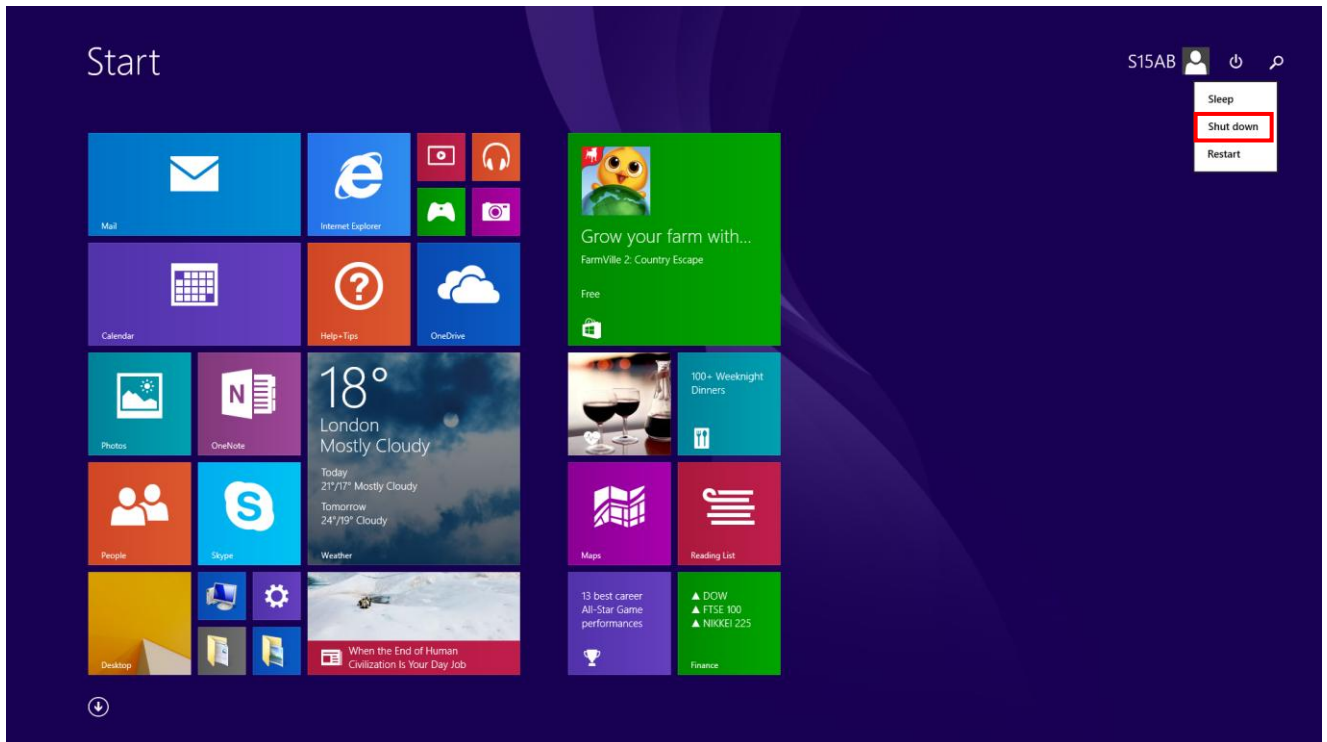 Start
S15AB
Sleep
Shut down
Restart
Mail
Internet Explorer
Calendar
Help+Tips
OneDrive
Grow your farm with...
FarmVille 2: Country Escape
Free
Photos
N
OneNote
18°
London
Mostly Cloudy
Today
21°/17° Mostly Cloudy
Tomorrow
24°/19° Cloudy
Weather
100+ Weeknight
Dinners
People
S
Skype
Maps
Reading List
Desktop
When the End of Human
Civilization Is Your Day Job
13 best career
All-Star Game
performances
▲ DOW
▲ FTSE 100
▲ NIKKEI 225
Finance